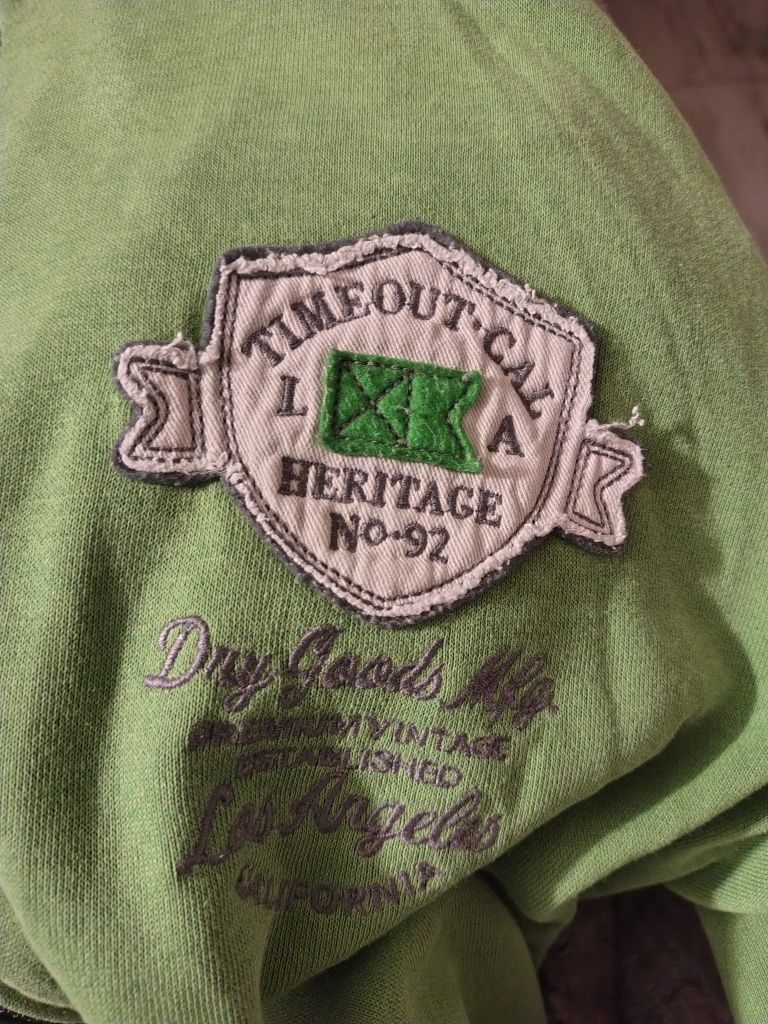 TIMEOUT·CAL
L A
HERITAGE
No·92
Dry Goods Mfg.
PREMIUM VINTAGE
ESTABLISHED
Los Angeles
CALIFORNIA